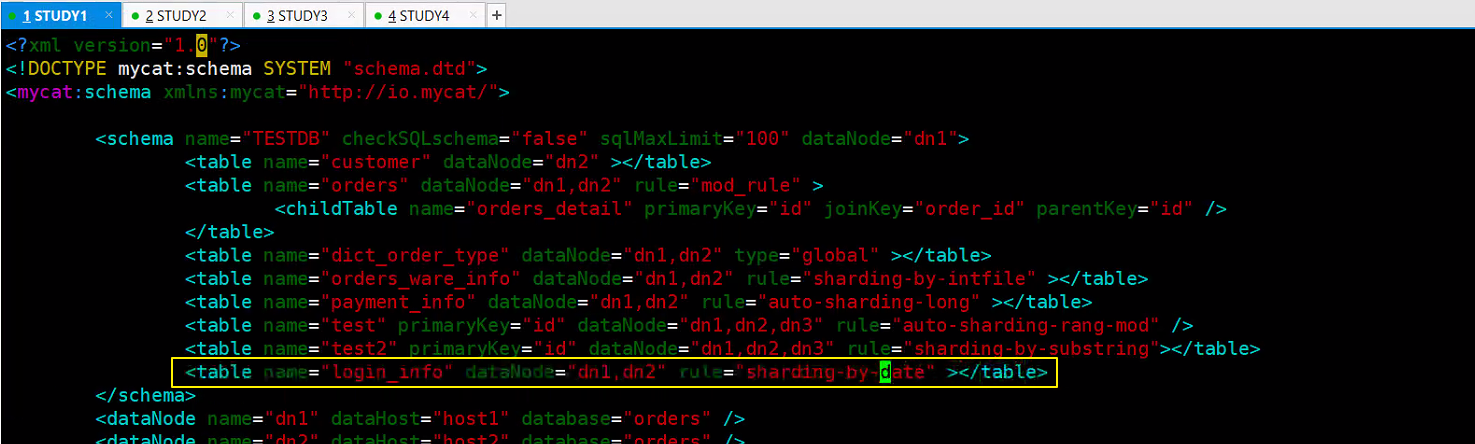 1 STUDY1 × 2 STUDY2 × 3 STUDY3 × 4 STUDY4 × +
<?xml version="1.0"?>
<!DOCTYPE mycat:schema SYSTEM "schema.dtd">
<mycat:schema xmlns:mycat="http://io.mycat/">
<schema name="TESTDB" checkSQLschema="false" sqlMaxLimit="100" dataNode="dn1">
<table name="customer" dataNode="dn2" ></table>
<table name="orders" dataNode="dn1,dn2" rule="mod_rule" >
<childTable name="orders_detail" primaryKey="id" joinKey="order_id" parentKey="id" />
</table>
<table name="dict_order_type" dataNode="dn1,dn2" type="global" ></table>
<table name="orders_ware_info" dataNode="dn1,dn2" rule="sharding-by-intfile" ></table>
<table name="payment_info" dataNode="dn1,dn2" rule="auto-sharding-long" ></table>
<table name="test" primaryKey="id" dataNode="dn1,dn2,dn3" rule="auto-sharding-rang-mod" />
<table name="test2" primaryKey="id" dataNode="dn1,dn2,dn3" rule="sharding-by-substring"></table>
<table name="login_info" dataNode="dn1,dn2" rule="sharding-by-date" ></table>
</schema>
<dataNode name="dn1" dataHost="host1" database="orders" />
<dataNode name="dn2" dataHost="host2" database="orders" />